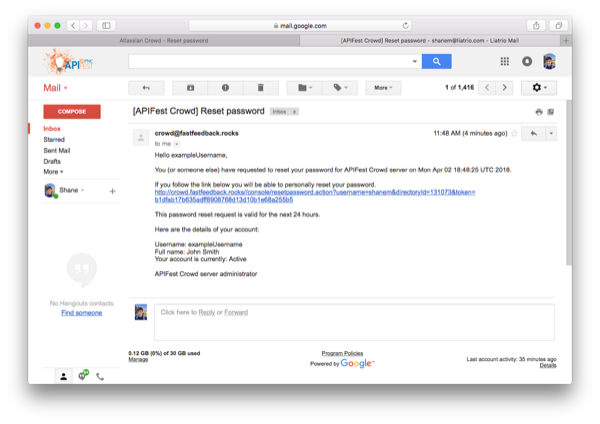 mail.google.com
Atlassian Crowd - Reset password
[APIFest Crowd] Reset password - shanem@liatrio.com - Liatrio Mail
API
FEST
Mail
More
1 of 1,416
COMPOSE
[APIFest Crowd] Reset password
Inbox x
Inbox
Starred
Sent Mail
Drafts
More
crowd@fastfeedback.rocks
11:48 AM (4 minutes ago)
to me
Hello exampleUsername,
You (or someone else) have requested to reset your password for APIFest Crowd server on Mon Apr 02 18:48:25 UTC 2018.
Shane
If you follow the link below you will be able to personally reset your password.
http://crowd.fastfeedback.rocks//console/resetpassword.action?username=shanem&directoryId=131073&token=
b1dfab17b635adff8908768d13d10b1e68a255b5
This password reset request is valid for the next 24 hours.
Here are the details of your account:
Username: exampleUsername
Full name: John Smith
Your account is currently: Active
APIFest Crowd server administrator
No Hangouts contacts
Find someone
Click here to Reply or Forward
0.12 GB (0%) of 30 GB used
Manage
Program Policies
Powered by Google
Last account activity: 35 minutes ago
Details